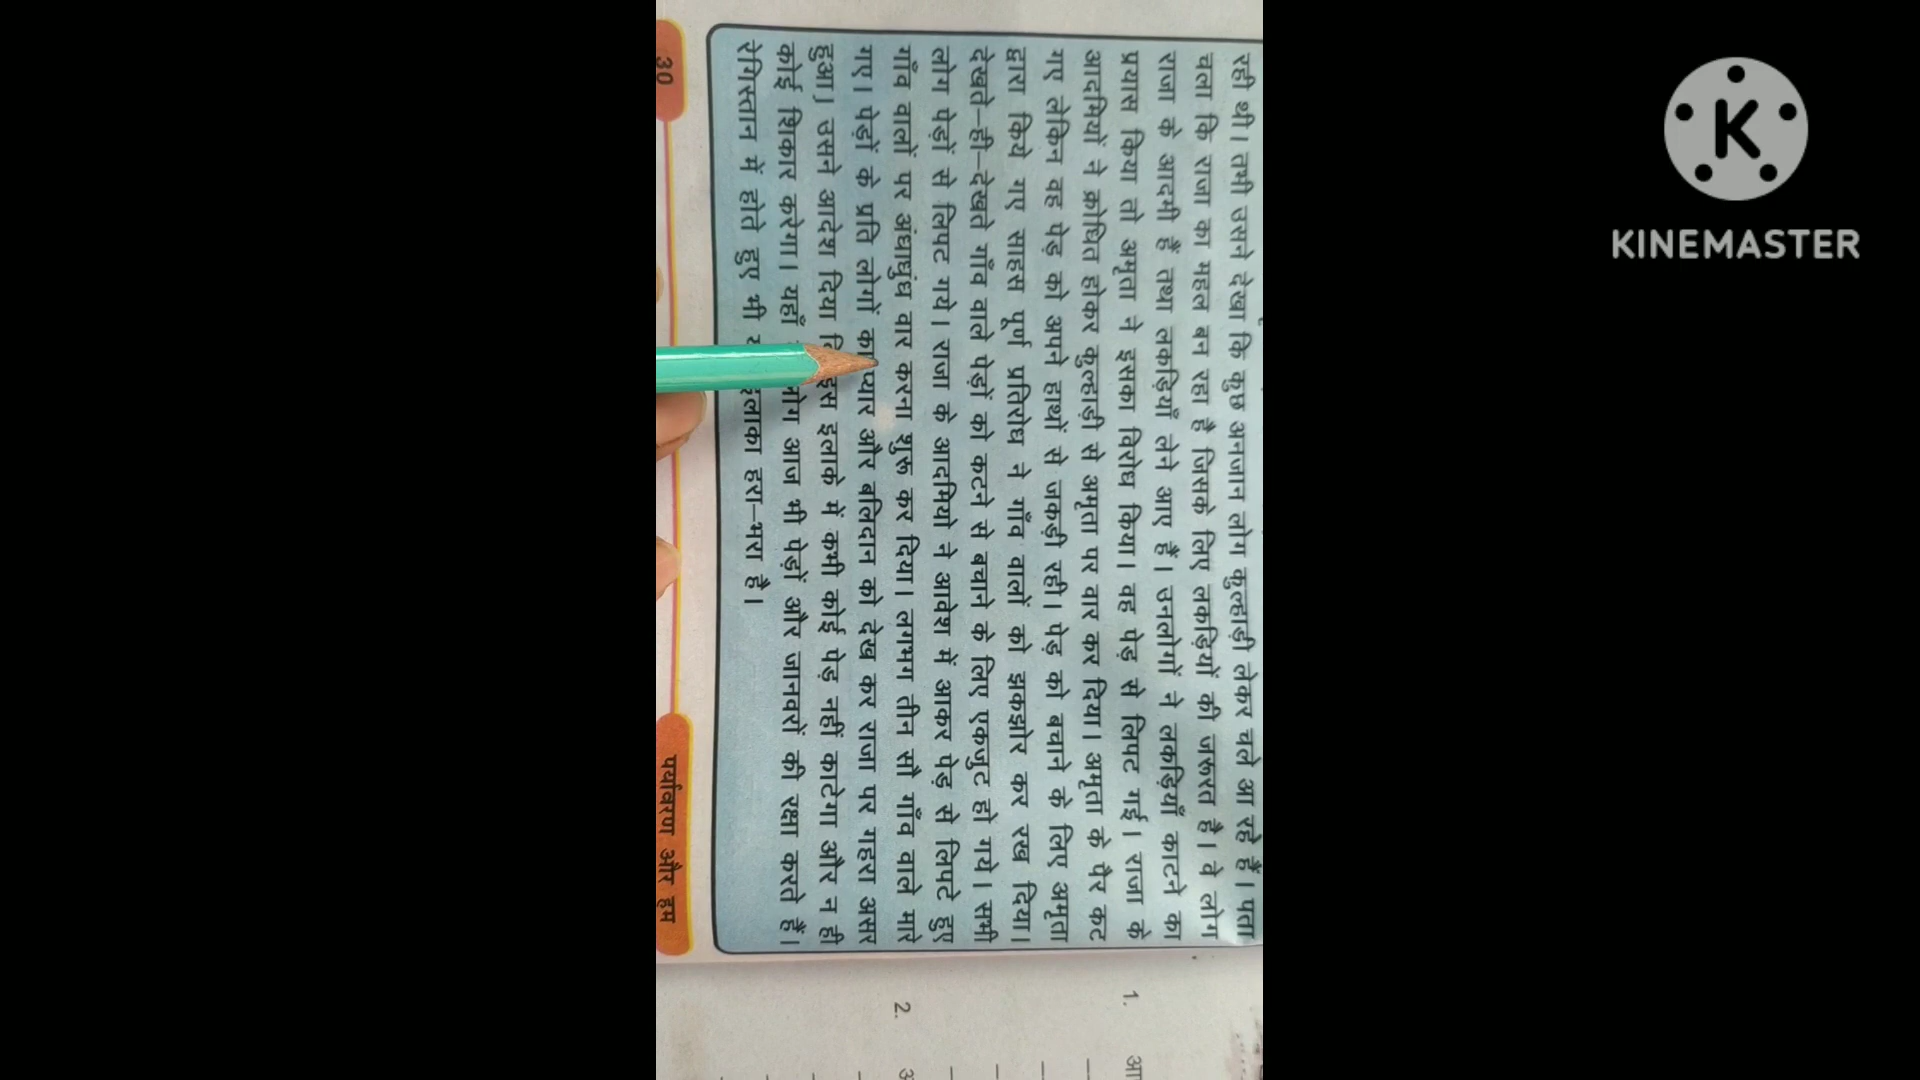 रही थी। तभी उसने देखा कि कुछ अनजान लोग कुल्हाड़ी लेकर चले आ रहे हैं। पता
चला कि राजा का महल बन रहा है जिसके लिए लकड़ियों की जरूरत है। वे लोग
राजा के आदमी हैं तथा लकड़ियाँ लेने आए हैं। उनलोगों ने लकड़ियाँ काटने का
प्रयास किया तो अमृता ने इसका विरोध किया। वह पेड़ से लिपट गई। राजा के
आदमियों ने क्रोधित होकर कुल्हाड़ी से अमृता पर वार कर दिया। अमृता के पैर कट
गए लेकिन वह पेड़ को अपने हाथों से जकड़ी रही। पेड़ को बचाने के लिए अमृता
द्वारा किये गए साहस पूर्ण प्रतिरोध ने गाँव वालों को झकझोर कर रख दिया।
देखते–ही–देखते गाँव वाले पेड़ों को कटने से बचाने के लिए एकजुट हो गये। सभी
लोग पेड़ों से लिपट गये। राजा के आदमियो ने आवेश में आकर पेड़ से लिपटे हुए
गाँव वालों पर अंधाधुंध वार करना शुरू कर दिया। लगभग तीन सौ गाँव वाले मारे
गए। पेड़ों के प्रति लोगों का प्यार और बलिदान को देख कर राजा पर गहरा असर
हुआ) उसने आदेश दिया इस इलाके में कभी कोई पेड़ नहीं काटेगा और न ही
कोई शिकार करेगा। यहाँ लोग आज भी पेड़ों और जानवरों की रक्षा करते हैं।
रेगिस्तान में होते हुए भी इलाका हरा–भरा है।
30
पर्यावरण और हम
1. आ
2.
K
KINEMASTER